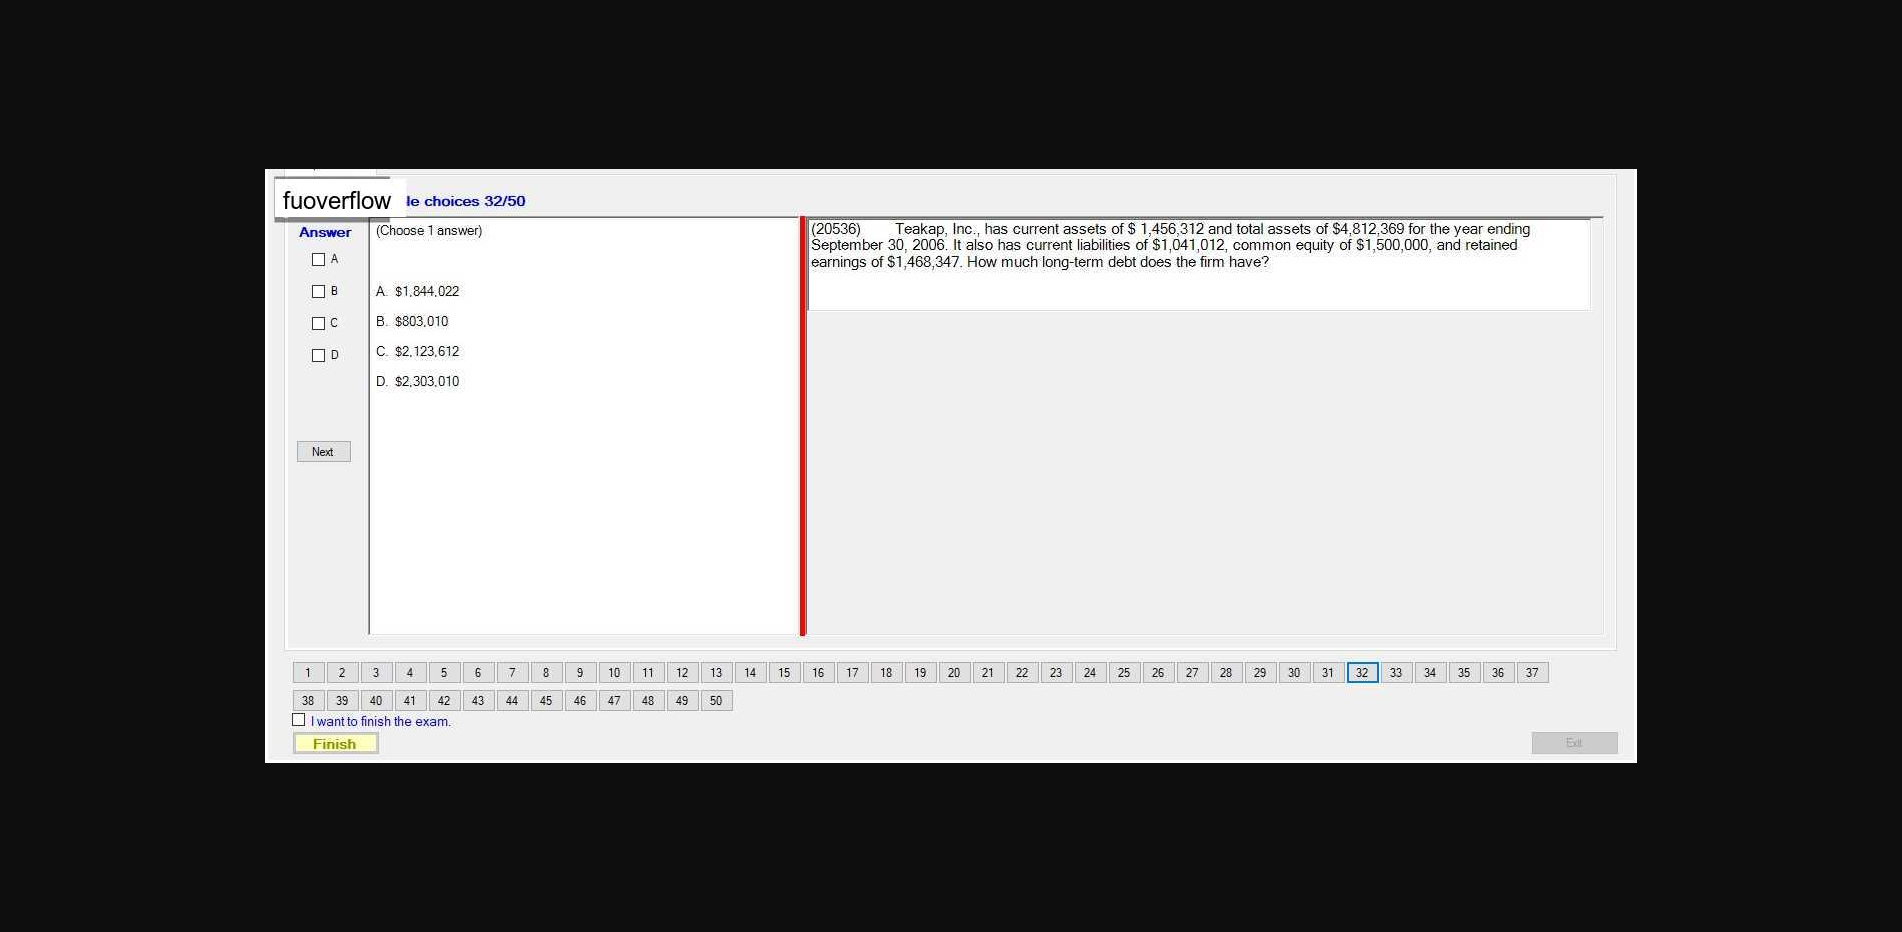 fuoverflow
le choices 32/50
Answer
(Choose 1 answer)
A
B
C
D
A. $1,844,022
B. $803,010
C. $2,123,612
D. $2,303,010
Next
(20536) Teakap, Inc., has current assets of $ 1,456,312 and total assets of $4,812,369 for the year ending
September 30, 2006. It also has current liabilities of $1,041,012, common equity of $1,500,000, and retained
earnings of $1,468,347. How much long-term debt does the firm have?
1 2 3 4 5 6 7 8 9 10 11 12 13 14 15 16 17 18 19 20 21 22 23 24 25 26 27 28 29 30 31 32 33 34 35 36 37
38 39 40 41 42 43 44 45 46 47 48 49 50
I want to finish the exam.
Finish
Exit